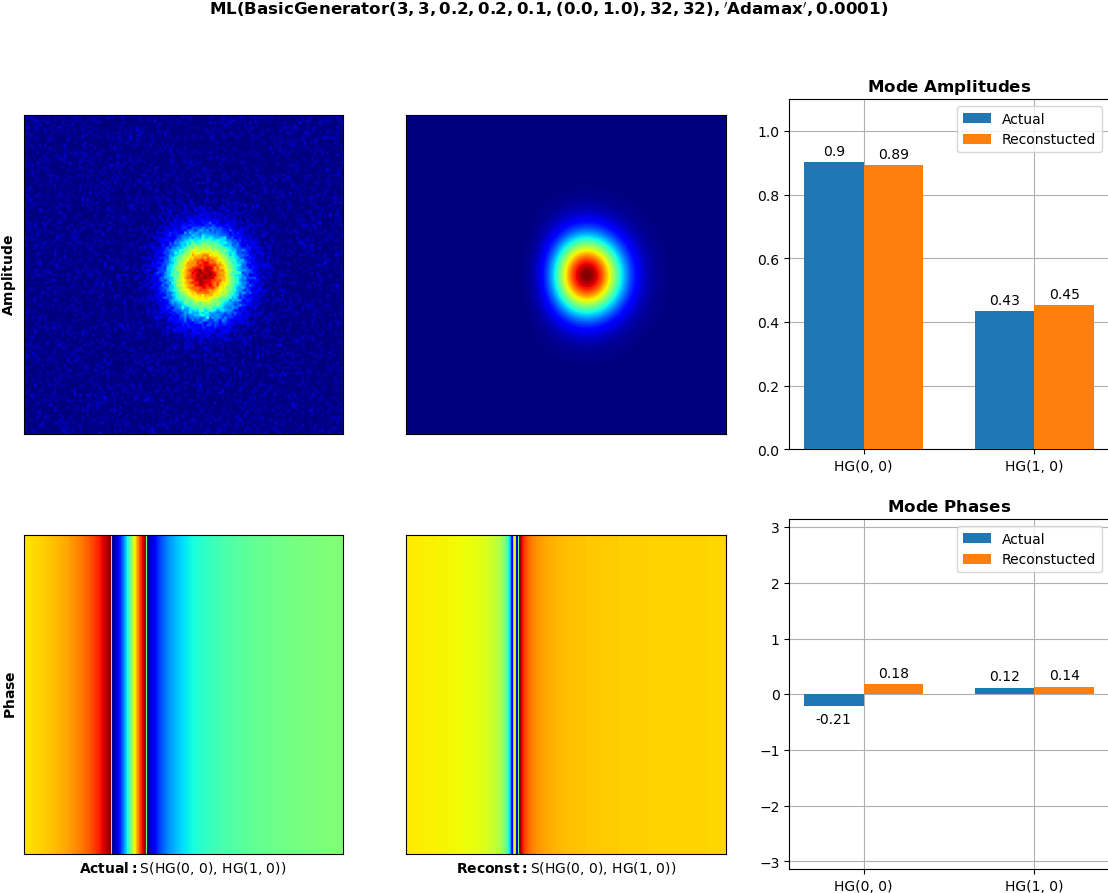 ML(BasicGenerator(3, 3, 0.2, 0.2, 0.1, (0.0, 1.0), 32, 32), ′Adamax′, 0.0001)
Amplitude
Mode Amplitudes
Actual
Reconstucted
1.0
0.8
0.6
0.4
0.2
0.0
0.9
0.89
0.43
0.45
HG(0, 0)
HG(1, 0)
Phase
Actual: S(HG(0, 0), HG(1, 0))
Reconst: S(HG(0, 0), HG(1, 0))
Mode Phases
Actual
Reconstucted
3
2
1
0
−1
−2
−3
-0.21
0.18
0.12
0.14
HG(0, 0)
HG(1, 0)